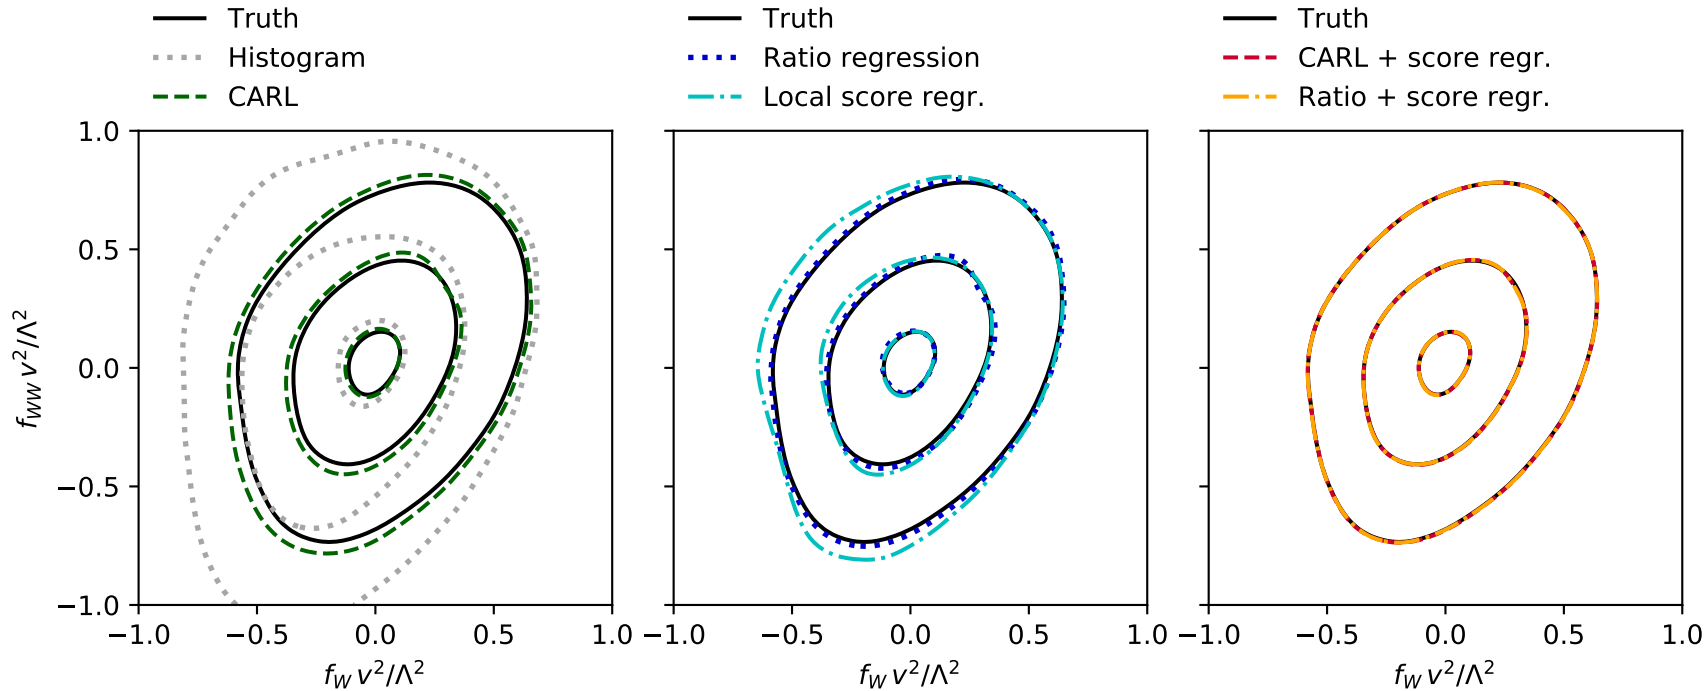 Truth
Histogram
CARL
Truth
Ratio regression
Local score regr.
Truth
CARL + score regr.
Ratio + score regr.
1.0
0.5
0.0
−0.5
−1.0
f_{WW} v²/Λ²
−1.0 −0.5 0.0 0.5 1.0
f_W v²/Λ²
−1.0 −0.5 0.0 0.5 1.0
f_W v²/Λ²
−1.0 −0.5 0.0 0.5 1.0
f_W v²/Λ²